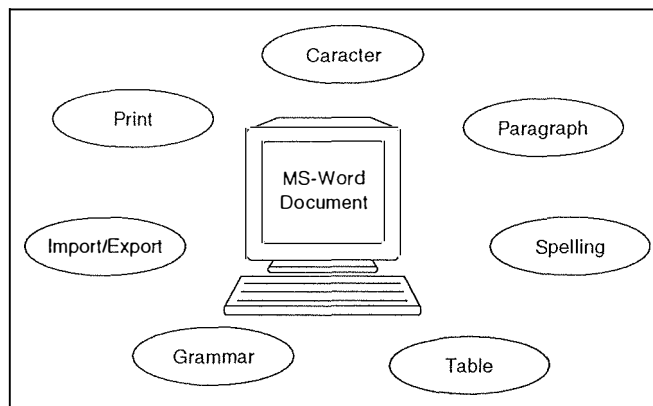 Caracter
Print
Paragraph
MS-Word
Document
Import/Export
Spelling
Grammar
Table